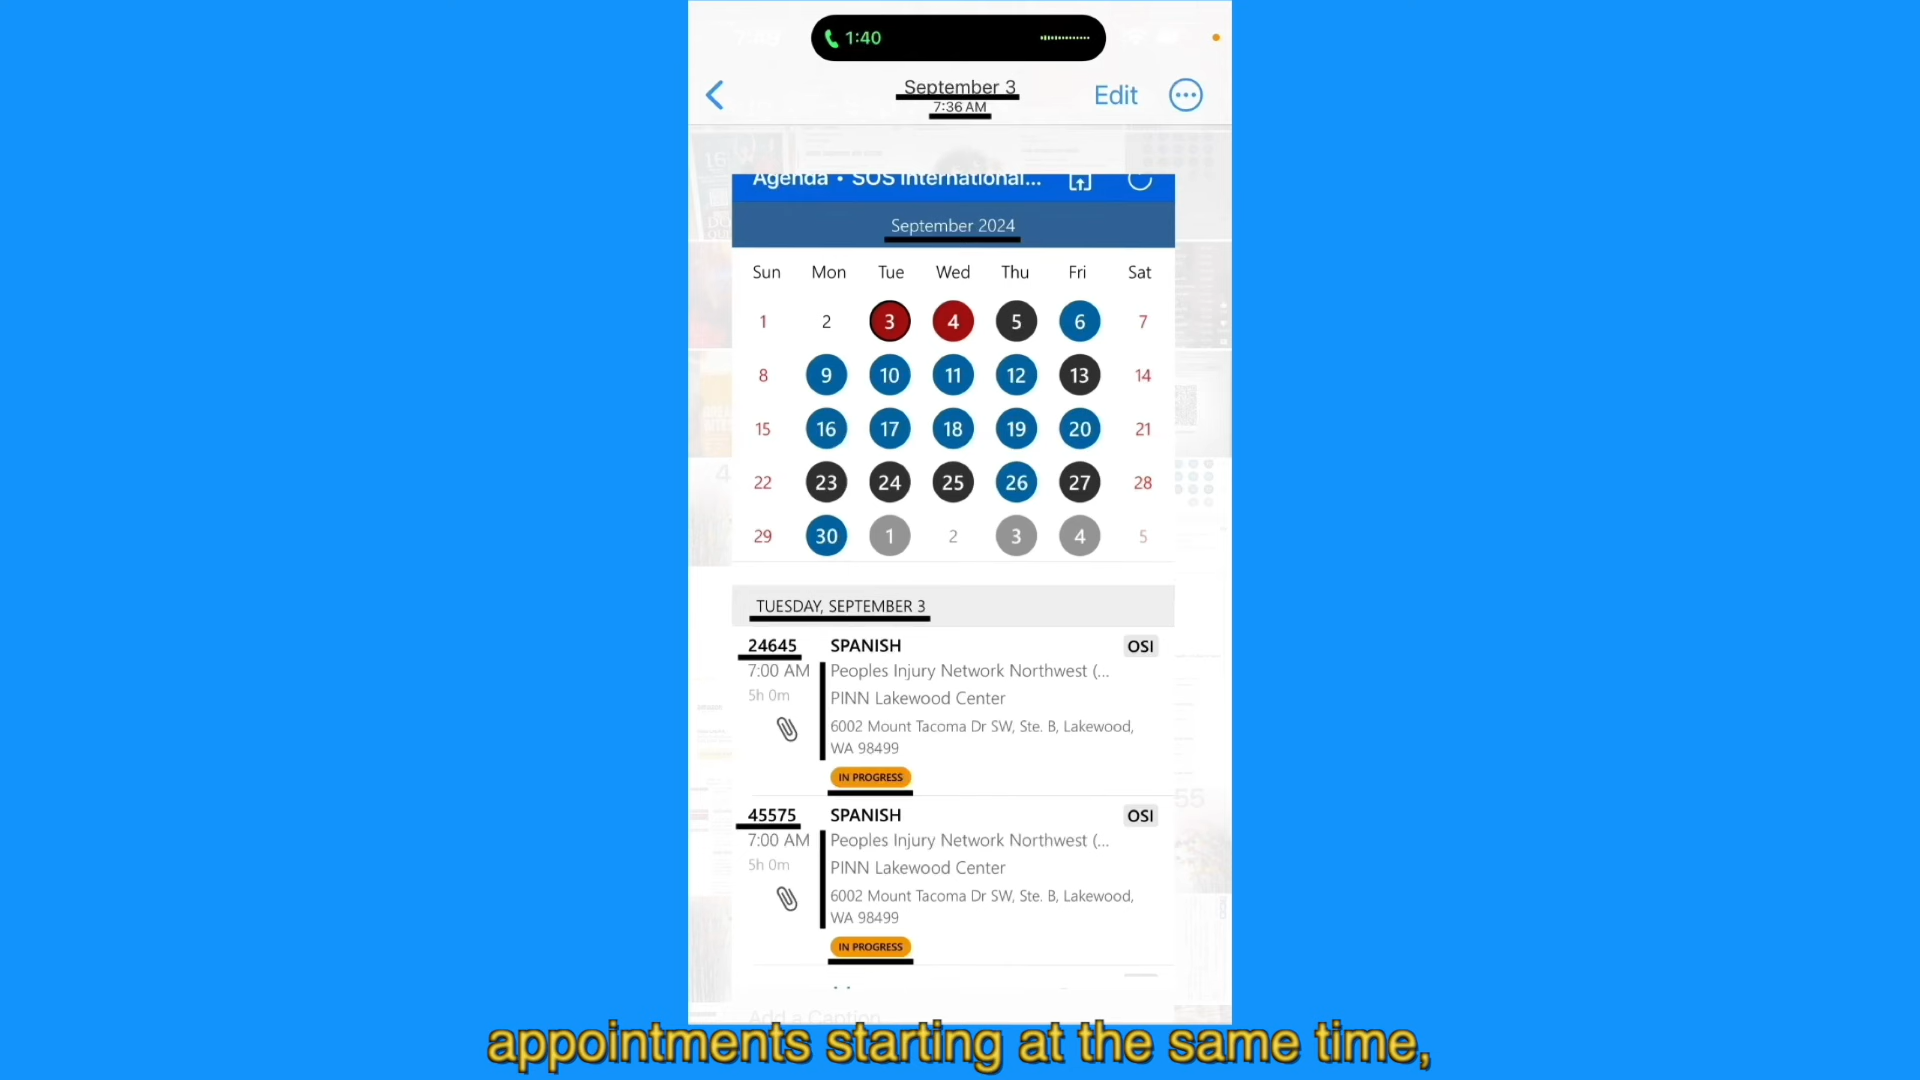 1:40
September 3
7:36 AM
Edit
Agenda • SOS International...
September 2024
Sun Mon Tue Wed Thu Fri Sat
1 2 3 4 5 6 7
8 9 10 11 12 13 14
15 16 17 18 19 20 21
22 23 24 25 26 27 28
29 30 1 2 3 4 5
TUESDAY, SEPTEMBER 3
24645 SPANISH OSI
7:00 AM Peoples Injury Network Northwest (...
5h 0m PINN Lakewood Center
6002 Mount Tacoma Dr SW, Ste. B, Lakewood,
WA 98499
IN PROGRESS
45575 SPANISH OSI
7:00 AM Peoples Injury Network Northwest (...
5h 0m PINN Lakewood Center
6002 Mount Tacoma Dr SW, Ste. B, Lakewood,
WA 98499
IN PROGRESS
Add a Caption
appointments starting at the same time,